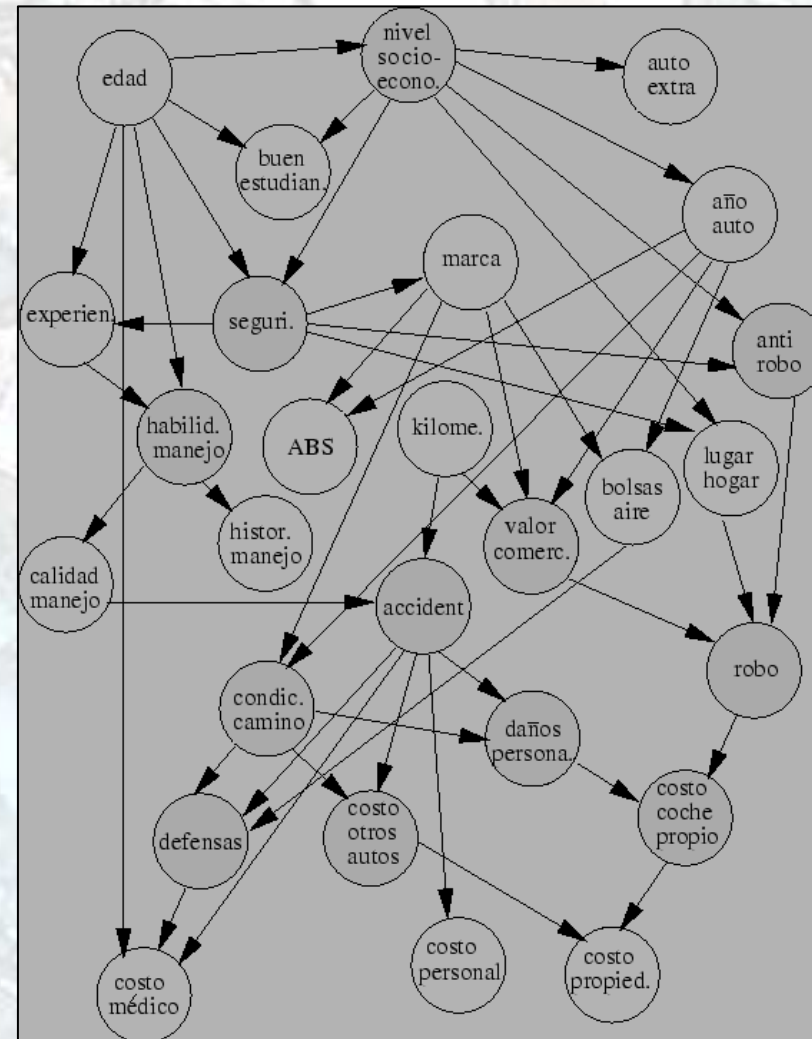 nivel
socio-
econo.
edad
auto
extra
buen
estudian.
año
auto
marca
experien.
seguri.
anti
robo
habilid.
manejo
ABS
kilome.
lugar
hogar
bolsas
aire
histor.
manejo
valor
comerc.
calidad
manejo
accident
robo
condic.
camino
daños
persona.
costo
coche
propio
defensas
costo
otros
autos
costo
médico
costo
personal
costo
propied.